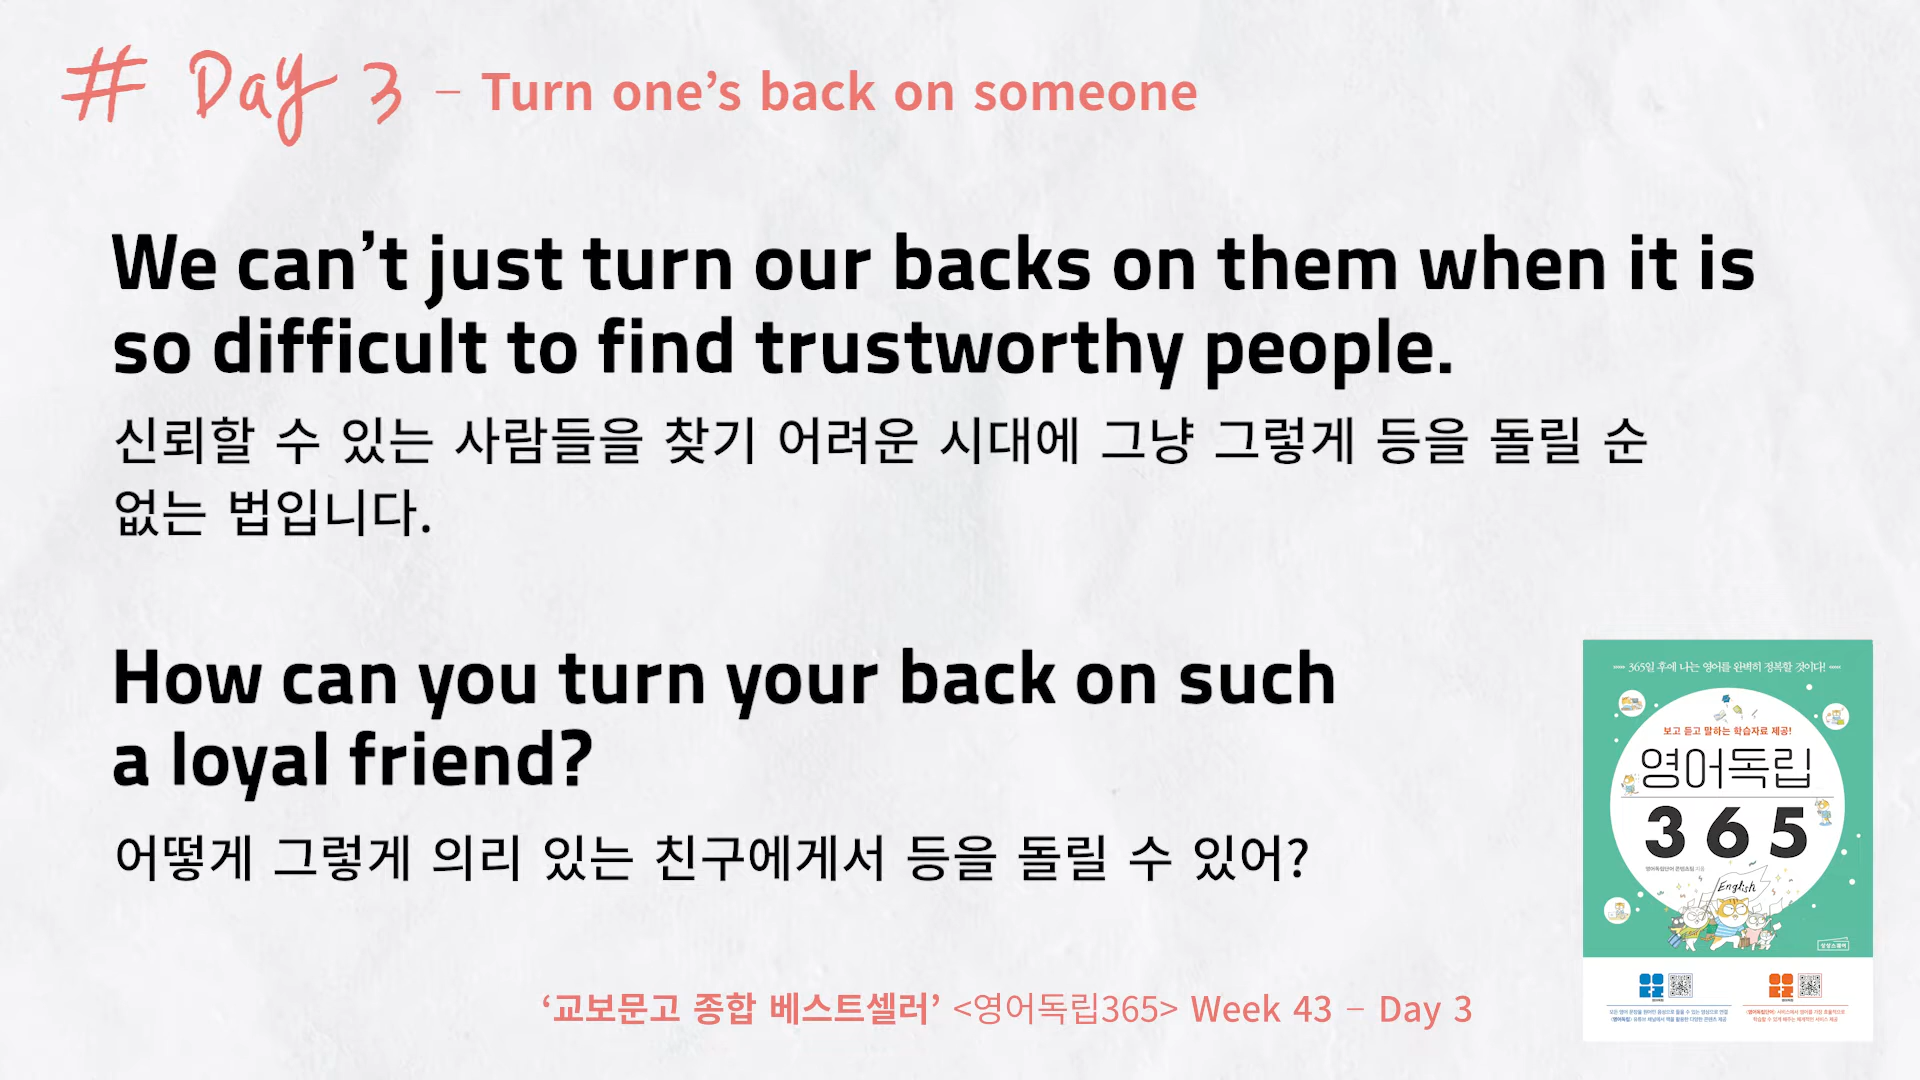 # Day 3 – Turn one’s back on someone
We can’t just turn our backs on them when it is
so difficult to find trustworthy people.
신뢰할 수 있는 사람들을 찾기 어려운 시대에 그냥 그렇게 등을 돌릴 순
없는 법입니다.
How can you turn your back on such
a loyal friend?
어떻게 그렇게 의리 있는 친구에게서 등을 돌릴 수 있어?
365일 후에 나는 영어를 완벽히 정복할 것이다!
보고 듣고 말하는 학습자료 제공!
영어독립
365
English
‘교보문고 종합 베스트셀러’ <영어독립365> Week 43 – Day 3